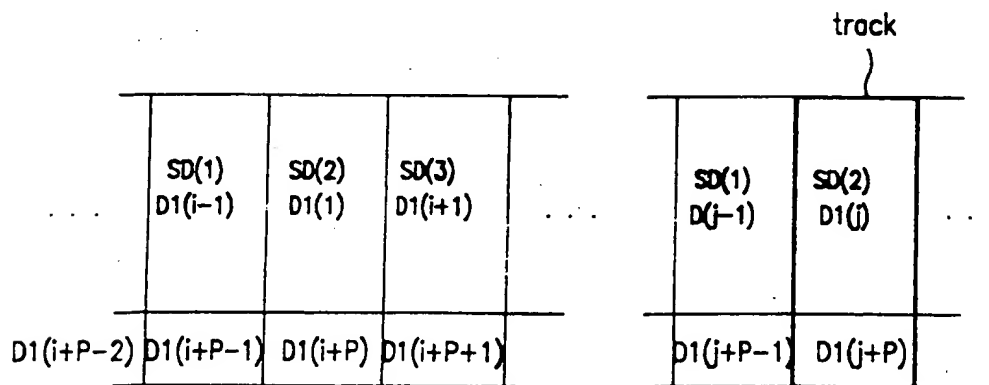 track
SD(1) SD(2) SD(3) SD(1) SD(2)
... D1(i-1) D1(1) D1(i+1) ... D(j-1) D1(j) ...
D1(i+P-2) D1(i+P-1) D1(i+P) D1(i+P+1) D1(j+P-1) D1(j+P)